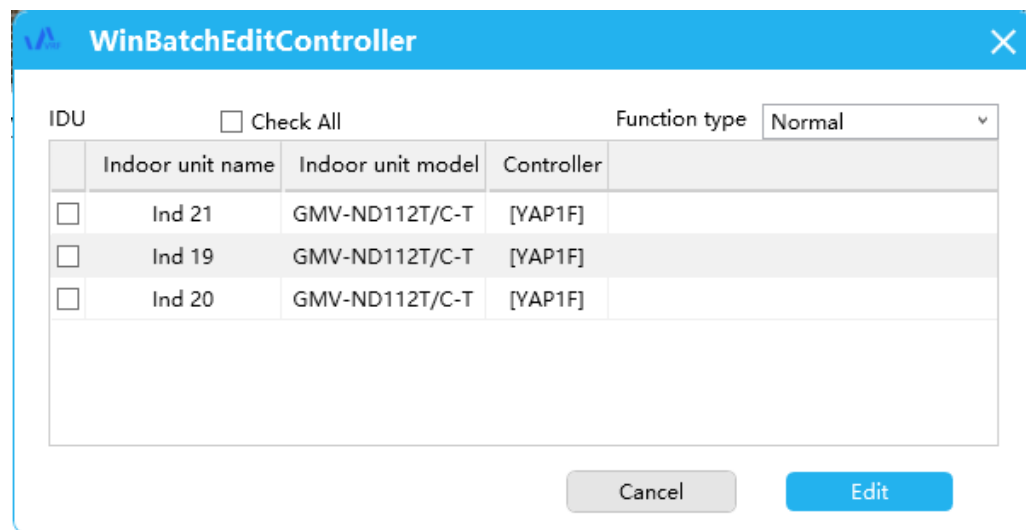 WinBatchEditController
IDU Check All Function type Normal
Indoor unit name Indoor unit model Controller
Ind 21 GMV-ND112T/C-T [YAP1F]
Ind 19 GMV-ND112T/C-T [YAP1F]
Ind 20 GMV-ND112T/C-T [YAP1F]
Cancel Edit